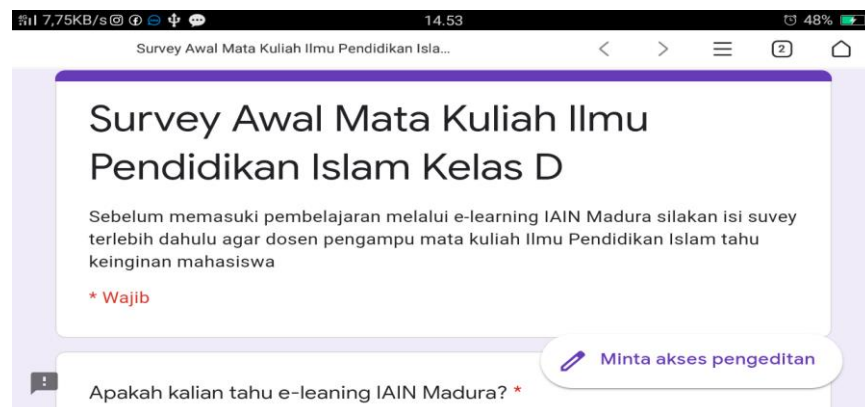 7,75KB/s
14.53
48%
Survey Awal Mata Kuliah Ilmu Pendidikan Isla...
2
Survey Awal Mata Kuliah Ilmu
Pendidikan Islam Kelas D
Sebelum memasuki pembelajaran melalui e-learning IAIN Madura silakan isi suvey
terlebih dahulu agar dosen pengampu mata kuliah Ilmu Pendidikan Islam tahu
keinginan mahasiswa
* Wajib
Minta akses pengeditan
Apakah kalian tahu e-leaning IAIN Madura? *